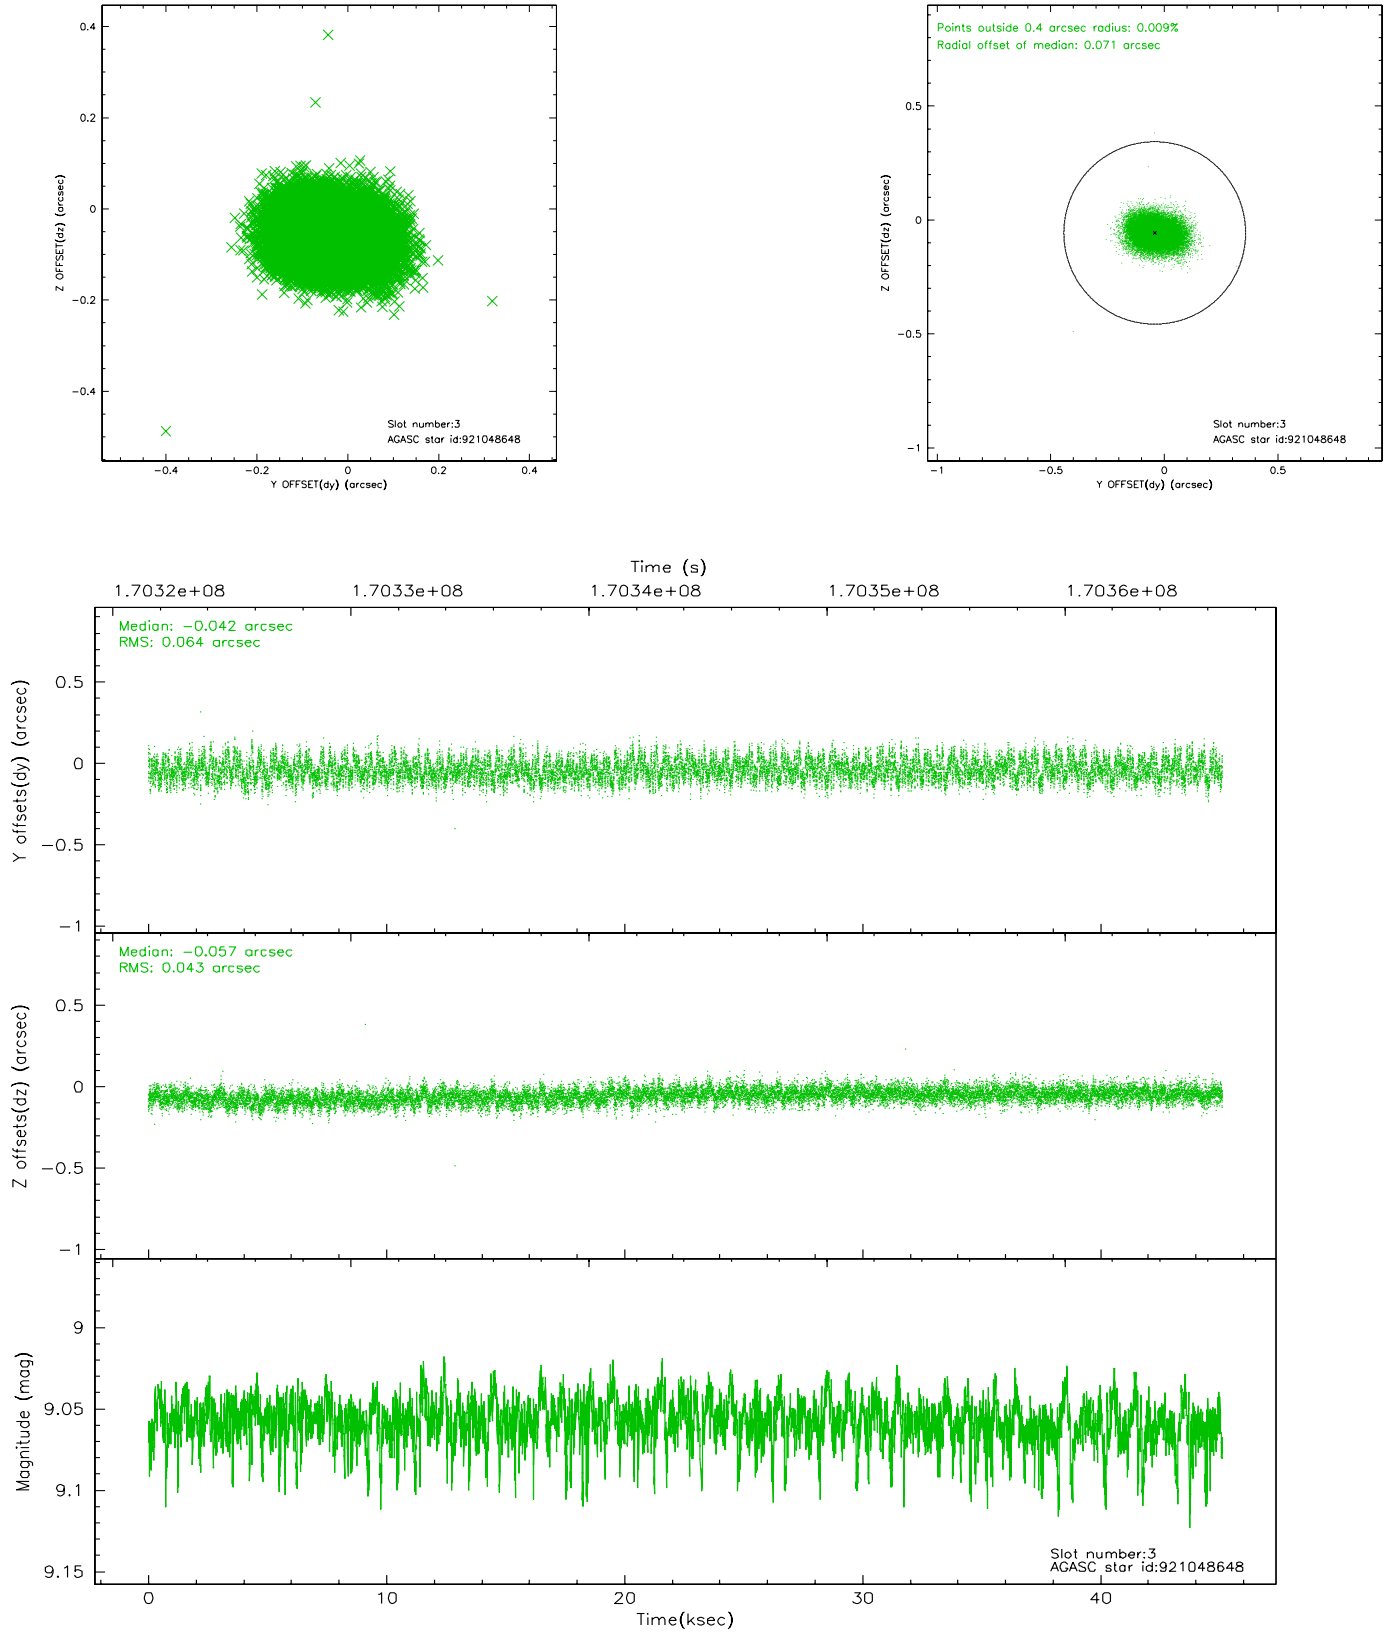 0.4
0.2
0
−0.2
−0.4
Z OFFSET(dz) (arcsec)
−0.4
−0.2
0
0.2
0.4
Y OFFSET(dy) (arcsec)
Slot number:3
AGASC star id:921048648
Points outside 0.4 arcsec radius: 0.009%
Radial offset of median: 0.071 arcsec
0.5
0
−0.5
−1
Z OFFSET(dz) (arcsec)
−1
−0.5
0
0.5
Y OFFSET(dy) (arcsec)
Slot number:3
AGASC star id:921048648
Time (s)
1.7032e+08
1.7033e+08
1.7034e+08
1.7035e+08
1.7036e+08
Median: −0.042 arcsec
RMS: 0.064 arcsec
0.5
0
−0.5
−1
Y offsets(dy) (arcsec)
Median: −0.057 arcsec
RMS: 0.043 arcsec
0.5
0
−0.5
−1
Z offsets(dz) (arcsec)
9
9.05
9.1
9.15
Magnitude (mag)
Slot number:3
AGASC star id:921048648
0
10
20
30
40
Time(ksec)